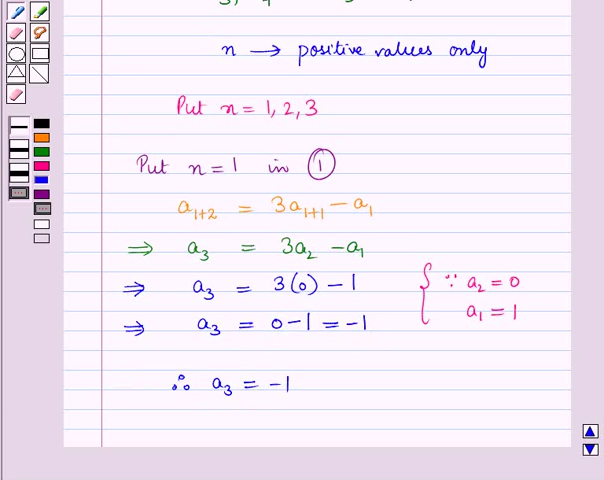 n → positive values only
Put n = 1, 2, 3
Put n = 1 in ①
a₁₊₂ = 3a₁₊₁ − a₁
⇒ a₃ = 3a₂ − a₁
⇒ a₃ = 3(0) − 1 { ∵ a₂ = 0
⇒ a₃ = 0 − 1 = −1 a₁ = 1
∴ a₃ = −1